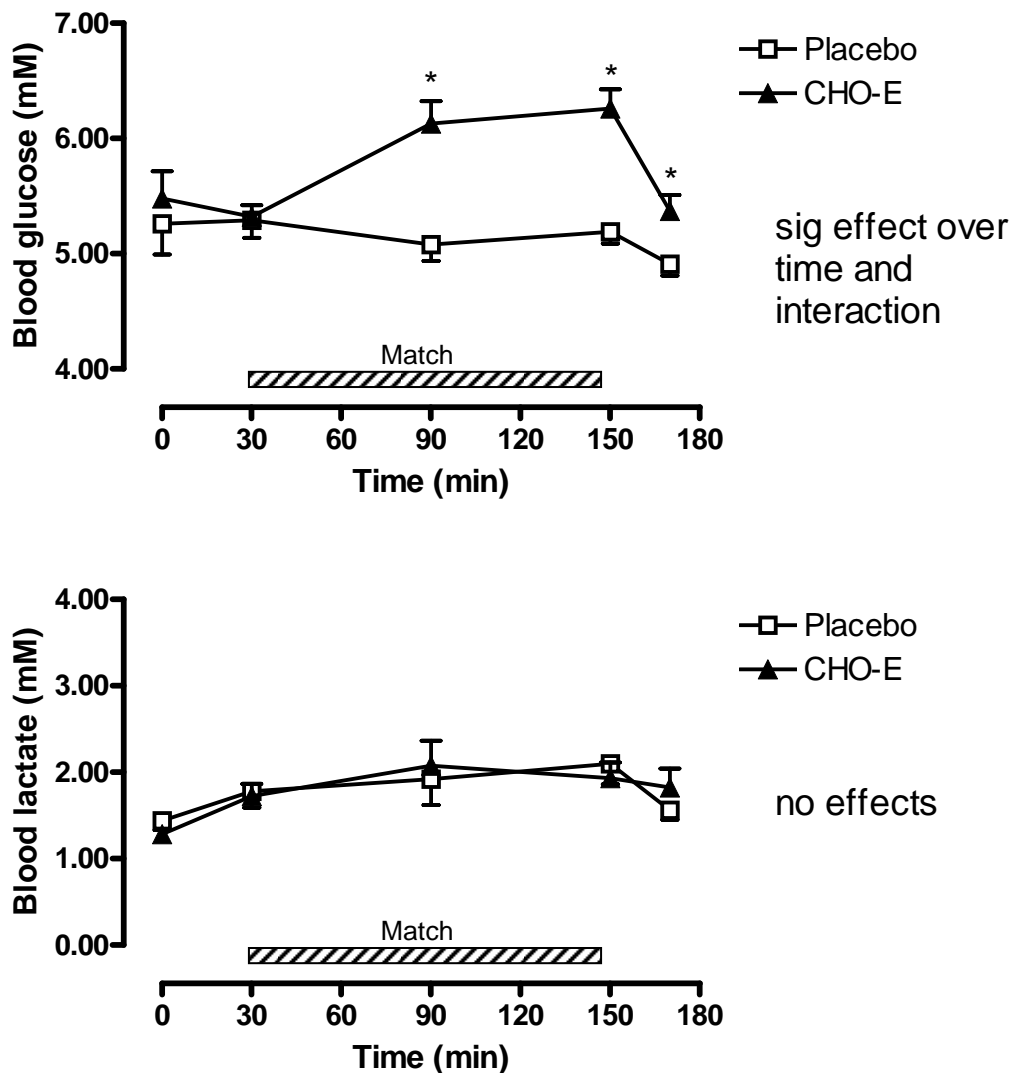 7.00
6.00
5.00
4.00
Blood glucose (mM)
Placebo
CHO-E
*
*
*
sig effect over
time and
interaction
Match
0 30 60 90 120 150 180
Time (min)
4.00
3.00
2.00
1.00
0.00
Blood lactate (mM)
Placebo
CHO-E
no effects
Match
0 30 60 90 120 150 180
Time (min)